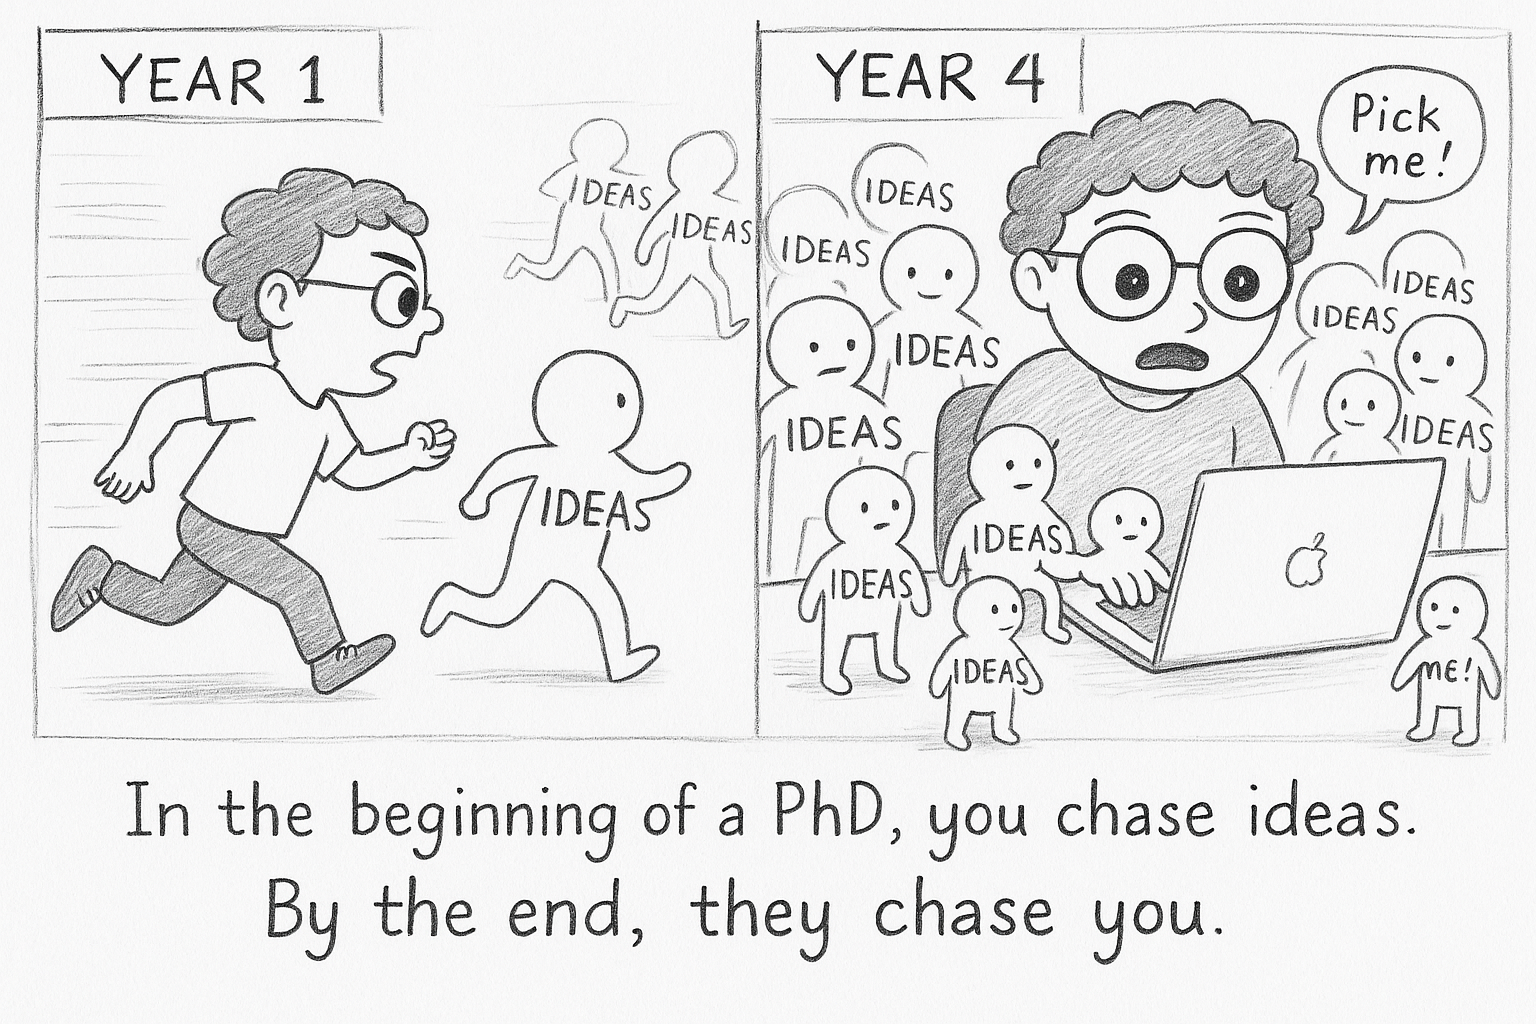 YEAR 1
IDEAS
IDEAS
IDEAS
YEAR 4
Pick
me!
IDEAS
IDEAS
IDEAS
IDEAS
IDEAS
IDEAS
IDEAS
IDEAS
IDEAS
IDEAS
IDEAS
ME!
In the beginning of a PhD, you chase ideas.
By the end, they chase you.